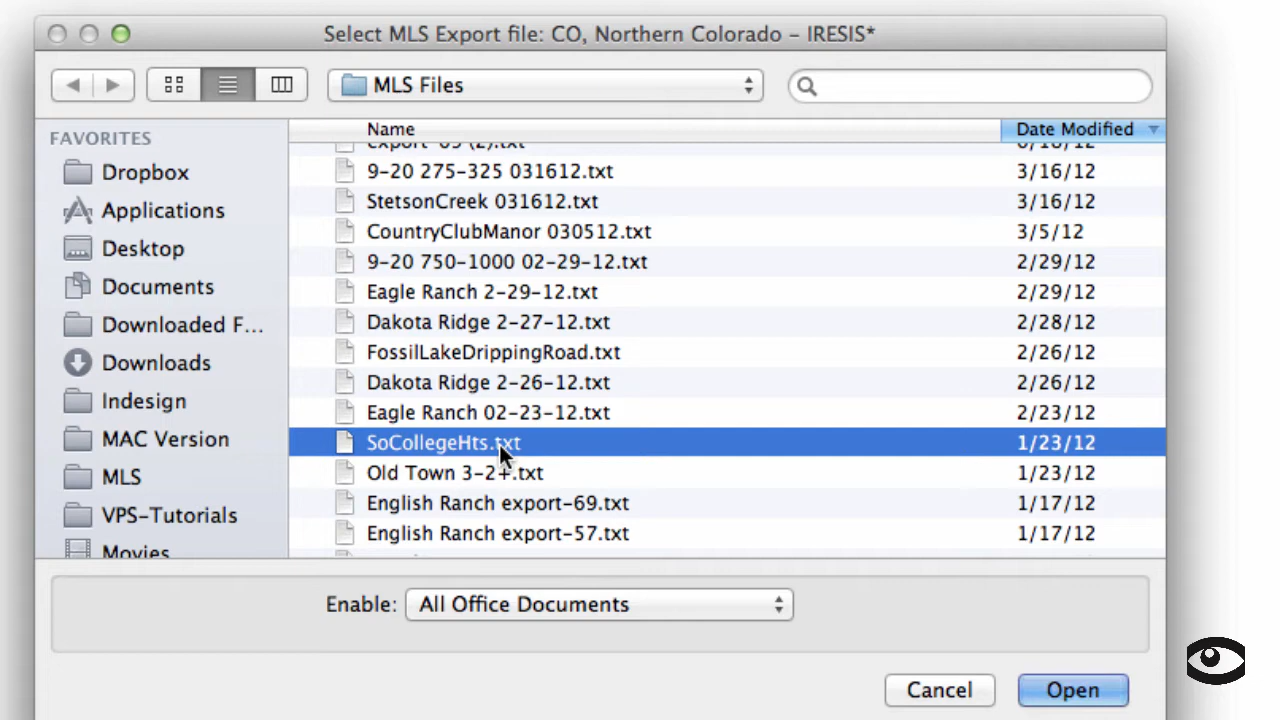 Select MLS Export file: CO, Northern Colorado – IRESIS*
MLS Files
FAVORITES
Dropbox
Applications
Desktop
Documents
Downloaded F...
Downloads
Indesign
MAC Version
MLS
VPS-Tutorials
Movies
Name Date Modified
9-20 275-325 031612.txt 3/16/12
StetsonCreek 031612.txt 3/16/12
CountryClubManor 030512.txt 3/5/12
9-20 750-1000 02-29-12.txt 2/29/12
Eagle Ranch 2-29-12.txt 2/29/12
Dakota Ridge 2-27-12.txt 2/28/12
FossilLakeDrippingRoad.txt 2/26/12
Dakota Ridge 2-26-12.txt 2/26/12
Eagle Ranch 02-23-12.txt 2/23/12
SoCollegeHts.txt 1/23/12
Old Town 3-2+.txt 1/23/12
English Ranch export-69.txt 1/17/12
English Ranch export-57.txt 1/17/12
Enable: All Office Documents
Cancel Open